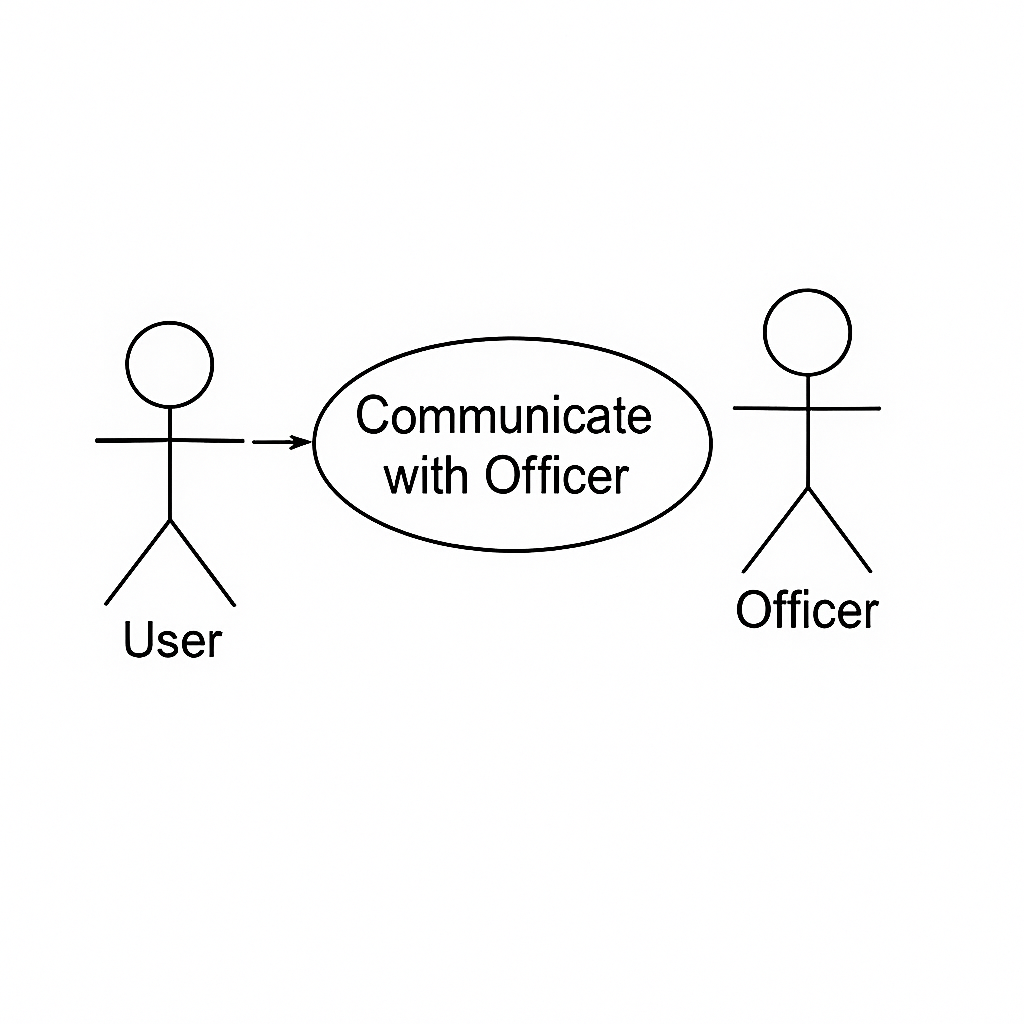 Communicate
with Officer
User
Officer